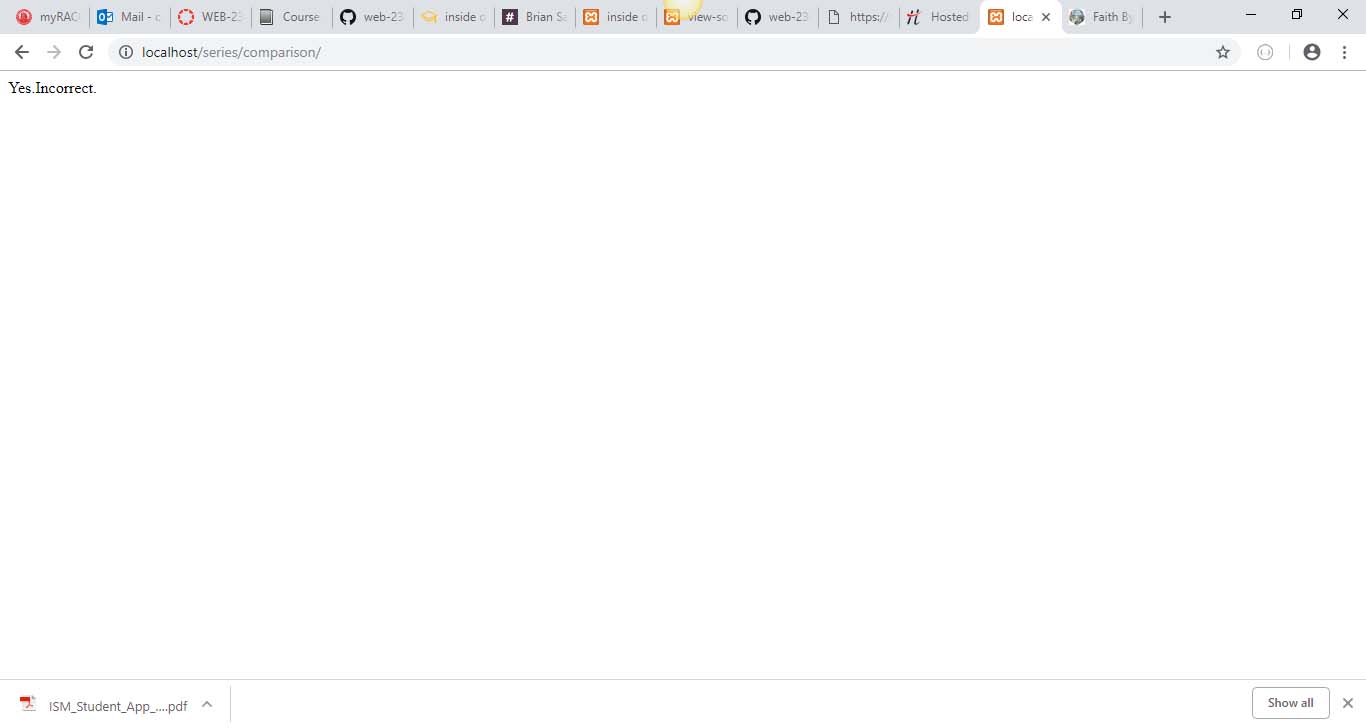 myRAC
Mail - c
WEB-23
Course
web-23
inside c
Brian Sa
inside c
view-so
web-23
https://
Hosted
loca
Faith By
localhost/series/comparison/
Yes.Incorrect.
ISM_Student_App_....pdf
Show all